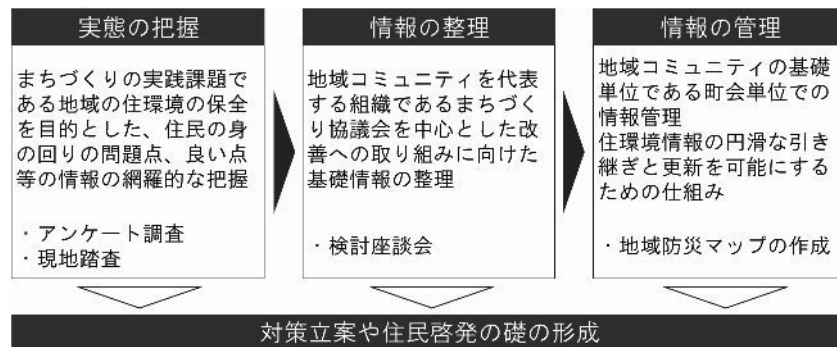 実態の把握
まちづくりの実践課題で
ある地域の住環境の保全
を目的とした、住民の身
の回りの問題点、良い点
等の情報の網羅的な把握
・アンケート調査
・現地踏査
情報の整理
地域コミュニティを代表
する組織であるまちづく
り協議会を中心とした改
善への取り組みに向けた
基礎情報の整理
・検討座談会
情報の管理
地域コミュニティの基礎
単位である町会単位での
情報管理
住環境情報の円滑な引き
継ぎと更新を可能にする
ための仕組み
・地域防災マップの作成
対策立案や住民啓発の礎の形成